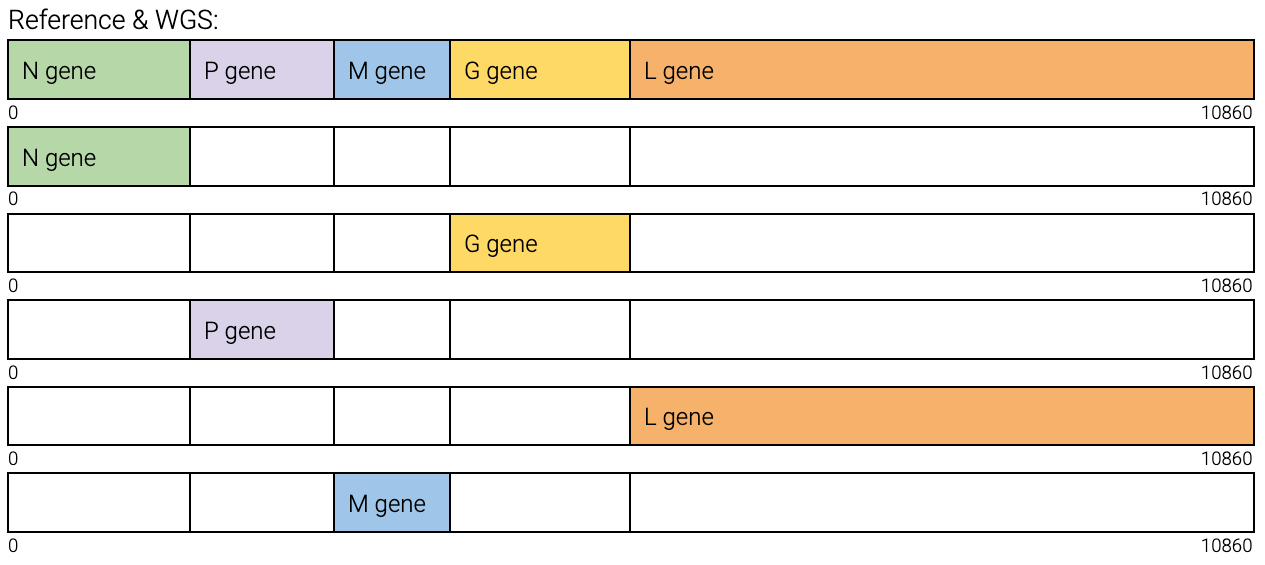 Reference & WGS:
N gene P gene M gene G gene L gene
0 10860
N gene
0 10860
G gene
0 10860
P gene
0 10860
L gene
0 10860
M gene
0 10860